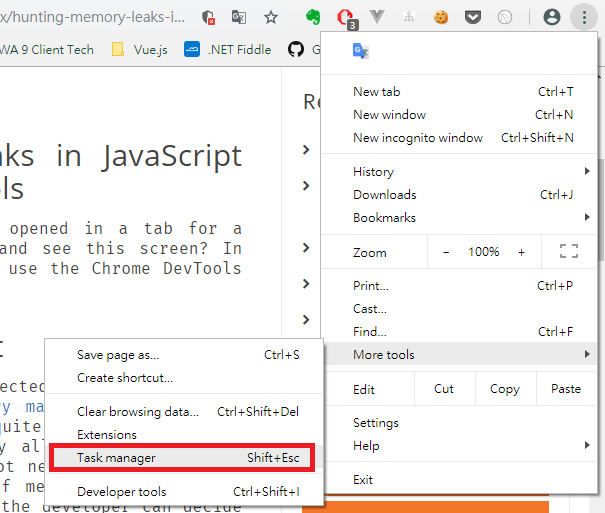 x/hunting-memory-leaks-i...
3
WA 9 Client Tech
Vue.js
.NET Fiddle
New tab Ctrl+T
New window Ctrl+N
New incognito window Ctrl+Shift+N
History
Downloads Ctrl+J
Bookmarks
Zoom - 100% +
Print... Ctrl+P
Cast...
Find... Ctrl+F
More tools
Edit Cut Copy Paste
Settings
Help
Exit
Save page as... Ctrl+S
Create shortcut...
Clear browsing data... Ctrl+Shift+Del
Extensions
Task manager Shift+Esc
Developer tools Ctrl+Shift+I
Re
aks in JavaScript
ols
opened in a tab for a
and see this screen? In
use the Chrome DevTools
t
ected
ry ma
quite
y all
ot ne
f me
the developer can decide